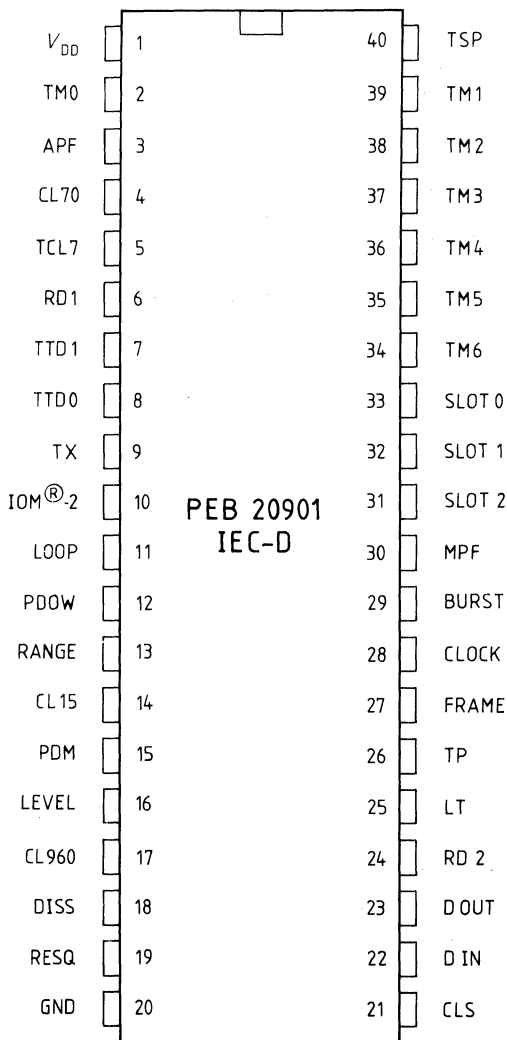 V_DD 1 40 TSP
TM0 2 39 TM1
APF 3 38 TM2
CL70 4 37 TM3
TCL7 5 36 TM4
RD1 6 35 TM5
TTD1 7 34 TM6
TTD0 8 33 SLOT 0
TX 9 32 SLOT 1
IOM®-2 10 31 SLOT 2
PEB 20901
IEC-D
LOOP 11 30 MPF
PDOW 12 29 BURST
RANGE 13 28 CLOCK
CL15 14 27 FRAME
PDM 15 26 TP
LEVEL 16 25 LT
CL960 17 24 RD 2
DISS 18 23 D OUT
RESQ 19 22 D IN
GND 20 21 CLS